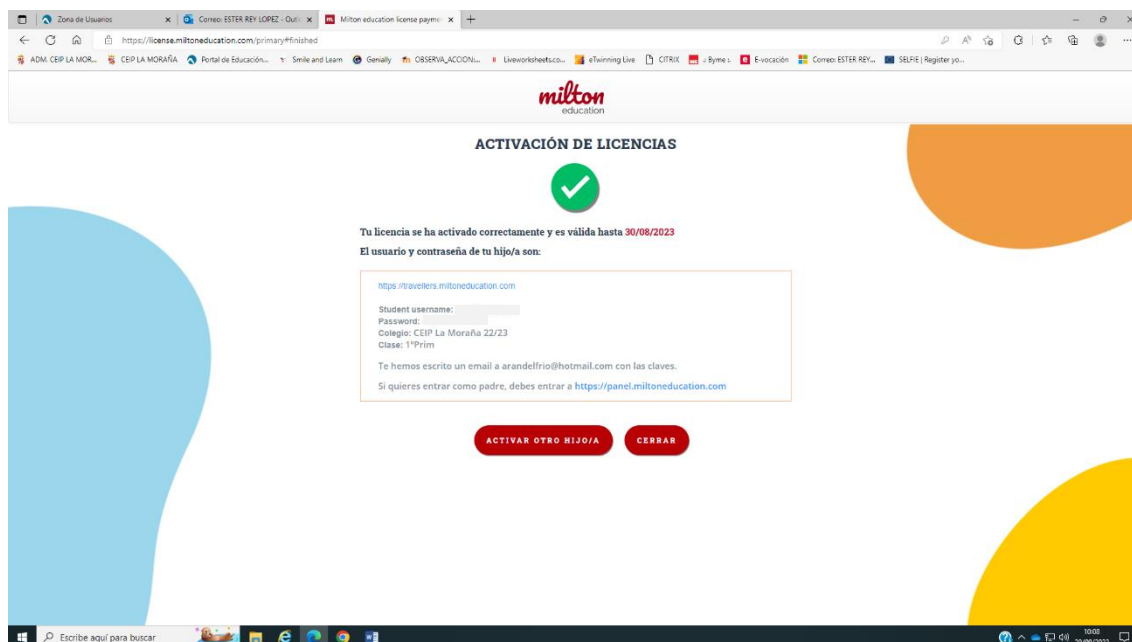 Zona de Usuarios
Correo: ESTER REY LOPEZ - Outl
Milton education license payme
https://license.miltoneducation.com/primary#finished
ADM. CEIP LA MOR...
CEIP LA MORAÑA
Portal de Educación...
Smile and Learn
Genially
OBSERVA_ACCION:...
Liveworksheets.co...
eTwinning Live
CITRIX
.: Byme :.
E-vocación
Correo: ESTER REY...
SELFIE | Register yo...
milton
education
ACTIVACIÓN DE LICENCIAS
Tu licencia se ha activado correctamente y es válida hasta 30/08/2023
El usuario y contraseña de tu hijo/a son:
https://travellers.miltoneducation.com
Student username:
Password:
Colegio: CEIP La Moraña 22/23
Clase: 1ºPrim
Te hemos escrito un email a arandelfrio@hotmail.com con las claves.
Si quieres entrar como padre, debes entrar a https://panel.miltoneducation.com
ACTIVAR OTRO HIJO/A
CERRAR
Escribe aquí para buscar
10:08